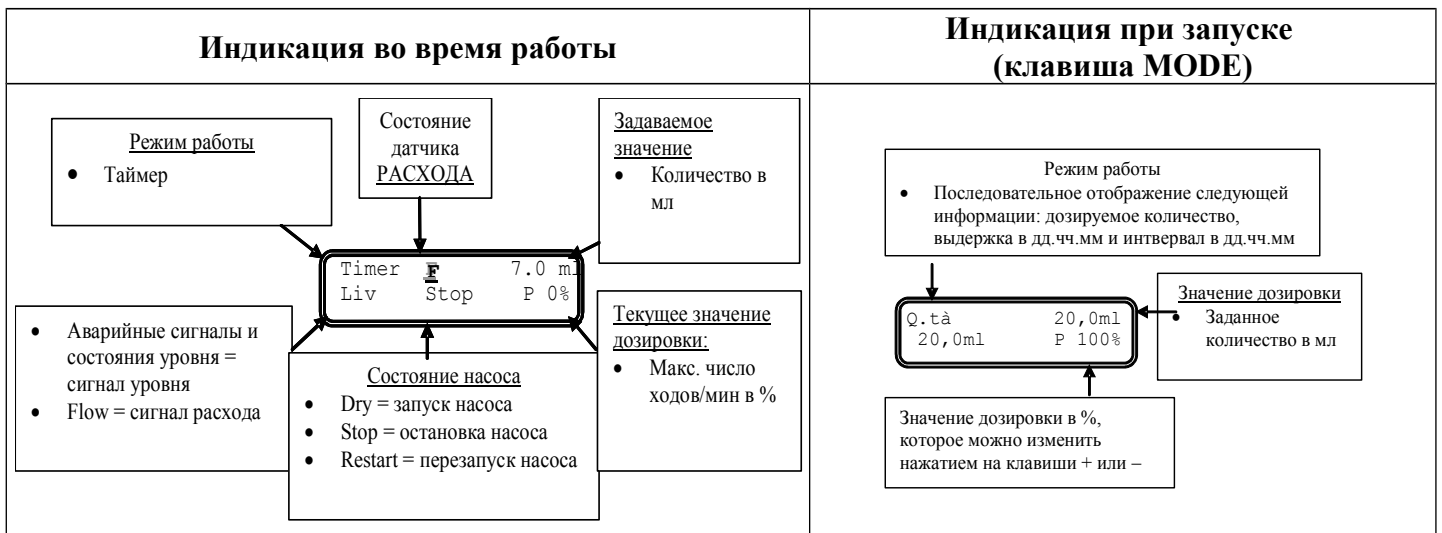 Индикация во время работы
Индикация при запуске
(клавиша MODE)
Режим работы
• Таймер
Состояние
датчика
РАСХОДА
Задаваемое
значение
• Количество в
мл
Timer F 7.0 ml
Liv Stop P 0%
• Аварийные сигналы и
состояния уровня =
сигнал уровня
• Flow = сигнал расхода
Состояние насоса
• Dry = запуск насоса
• Stop = остановка насоса
• Restart = перезапуск насоса
Текущее значение
дозировки:
• Макс. число
ходов/мин в %
Режим работы
• Последовательное отображение следующей
информации: дозируемое количество,
выдержка в дд.чч.мм и интвервал в дд.чч.мм
Q.tà 20,0ml
20,0ml P 100%
Значение дозировки
• Заданное
количество в мл
Значение дозировки в %,
которое можно изменить
нажатием на клавиши + или –